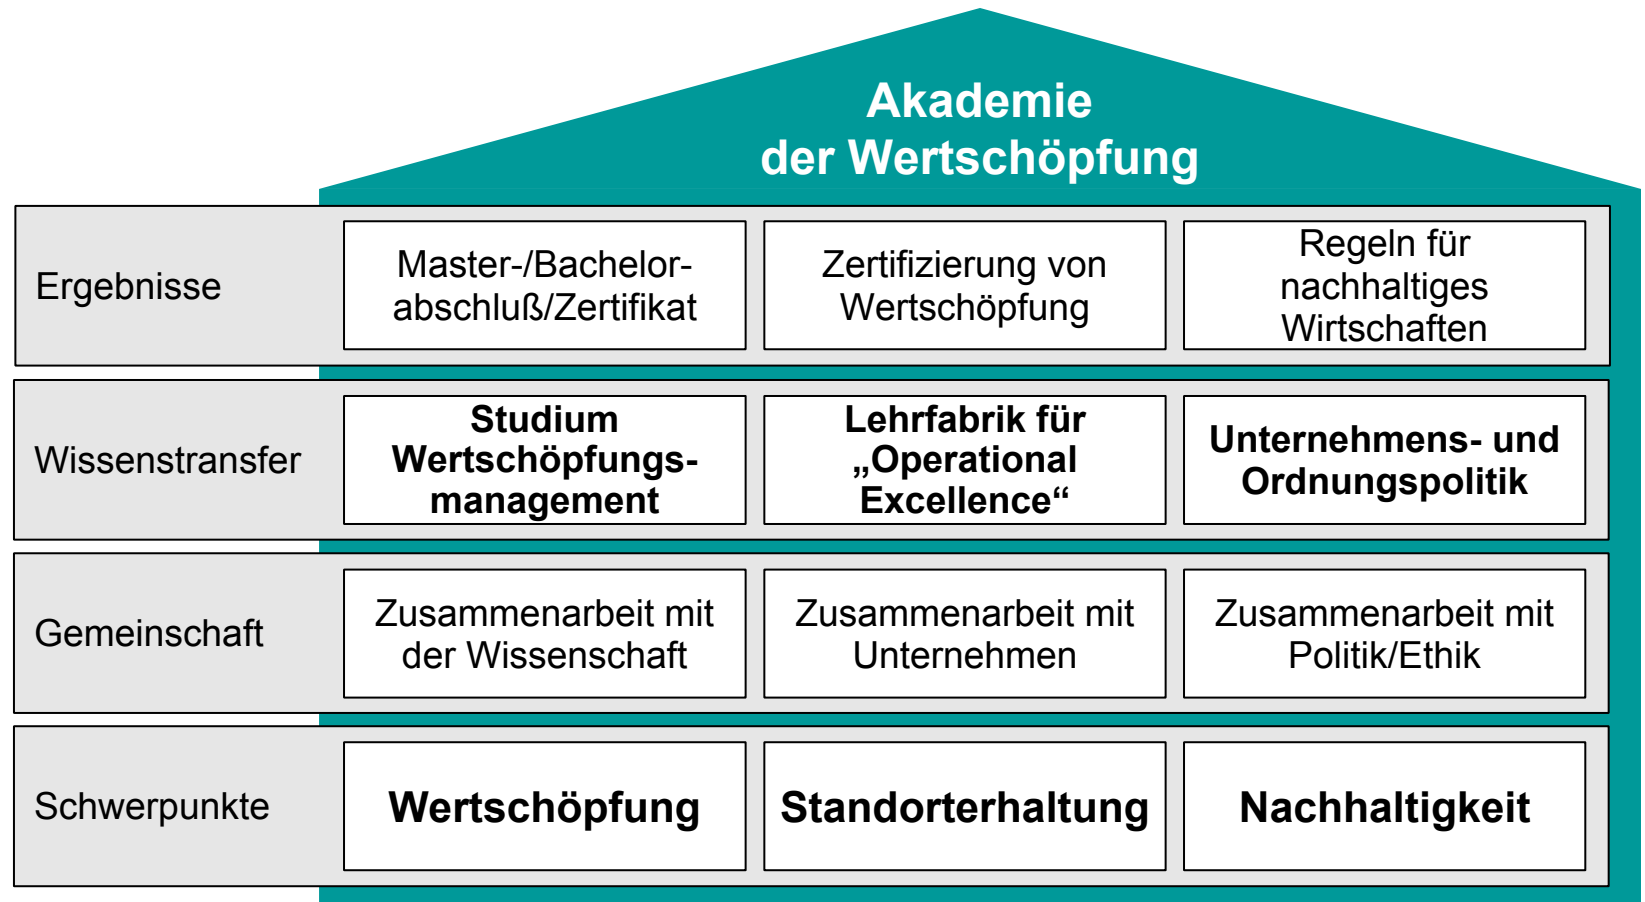 Akademie
der Wertschöpfung
Ergebnisse
Master-/Bachelor-
abschluß/Zertifikat
Zertifizierung von
Wertschöpfung
Regeln für
nachhaltiges
Wirtschaften
Wissenstransfer
Studium
Wertschöpfungs-
management
Lehrfabrik für
„Operational
Excellence“
Unternehmens- und
Ordnungspolitik
Gemeinschaft
Zusammenarbeit mit
der Wissenschaft
Zusammenarbeit mit
Unternehmen
Zusammenarbeit mit
Politik/Ethik
Schwerpunkte
Wertschöpfung
Standorterhaltung
Nachhaltigkeit